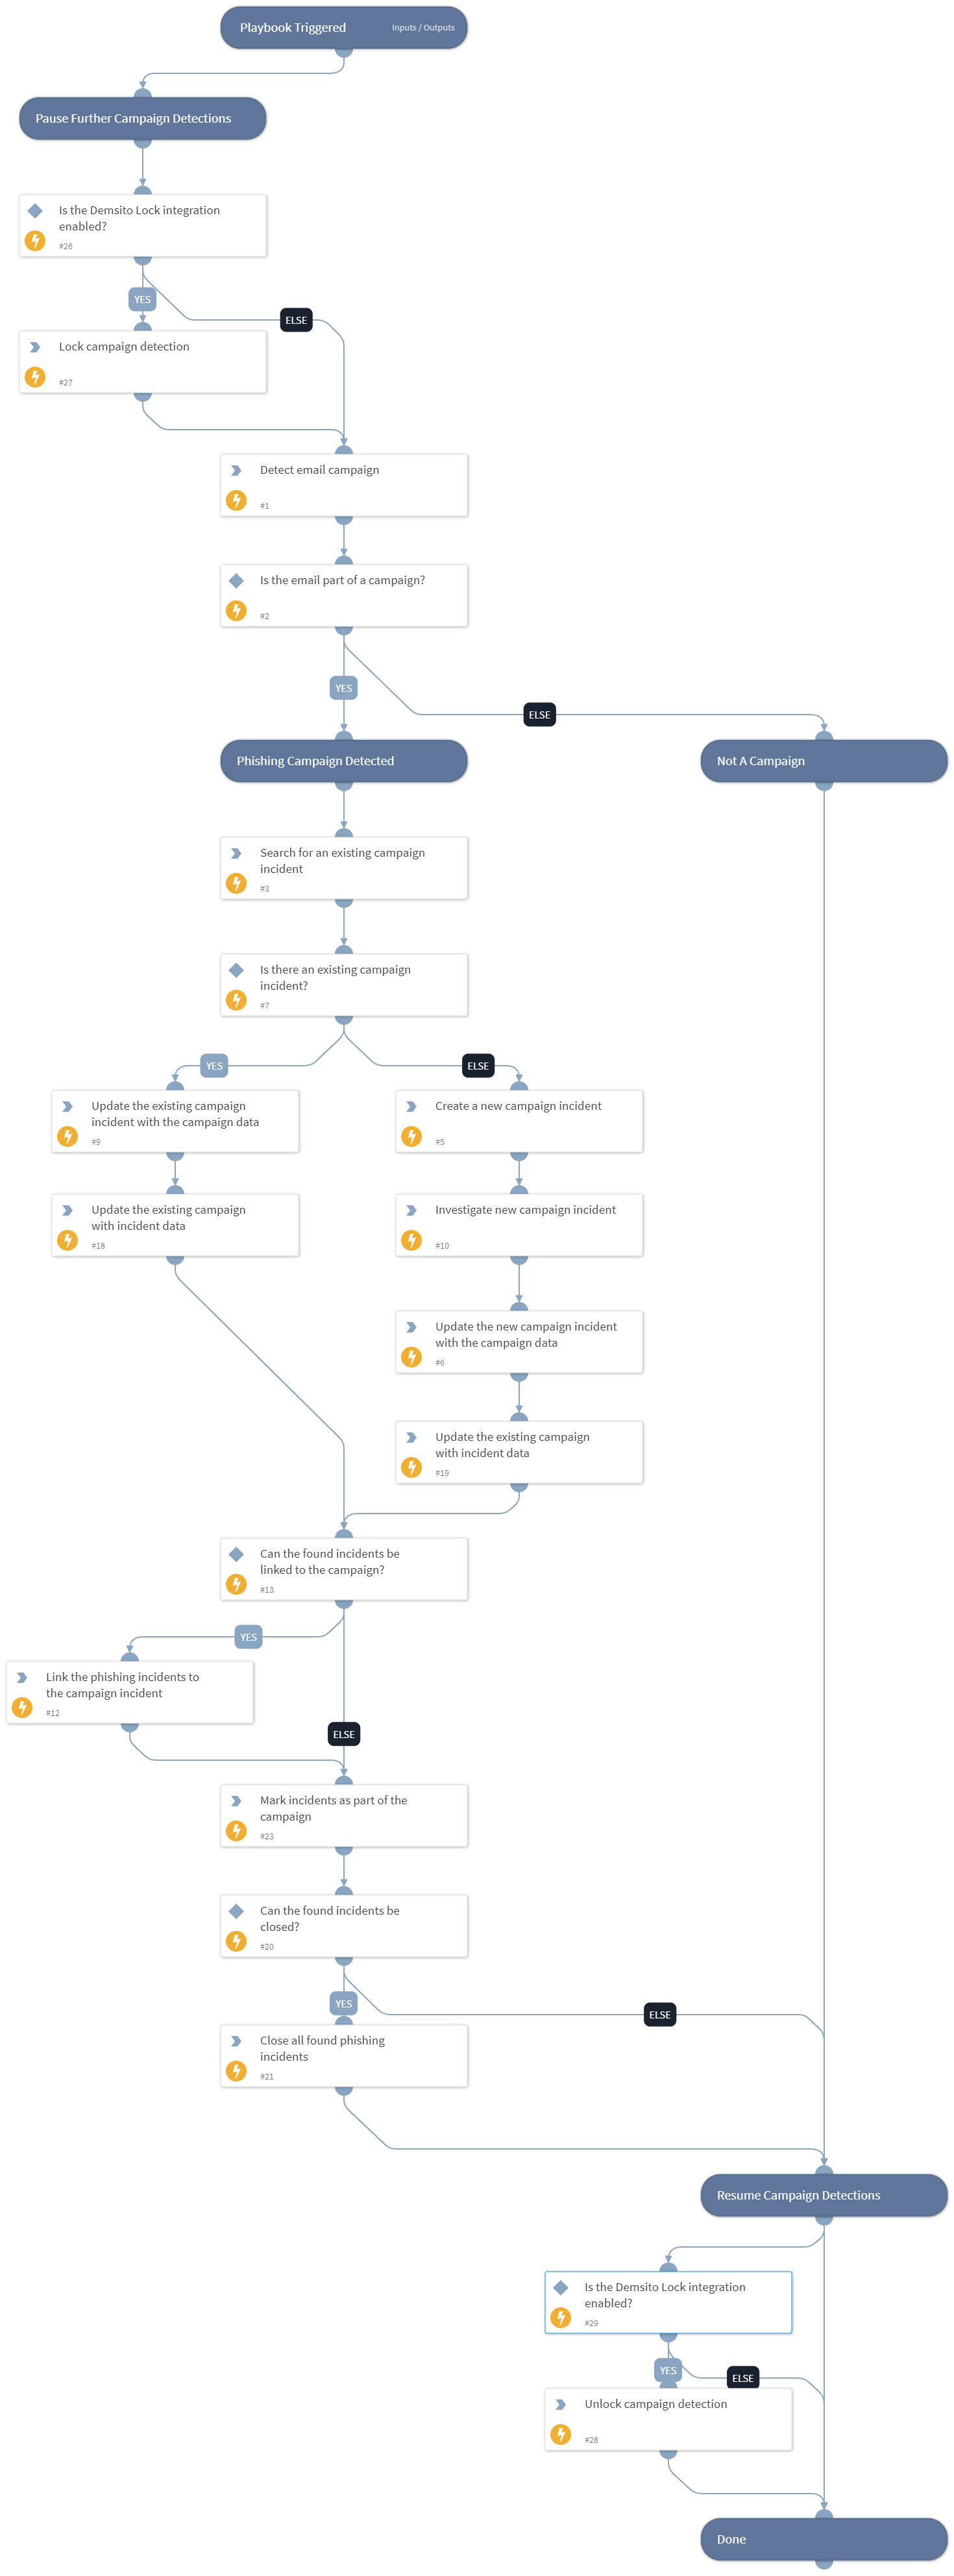 Playbook Triggered
Inputs / Outputs
Pause Further Campaign Detections
Is the Demsito Lock integration
enabled?
#26
YES
ELSE
Lock campaign detection
#27
Detect email campaign
#1
Is the email part of a campaign?
#2
YES
ELSE
Phishing Campaign Detected
Not A Campaign
Search for an existing campaign
incident
#3
Is there an existing campaign
incident?
#7
YES
ELSE
Update the existing campaign
incident with the campaign data
#9
Create a new campaign incident
#5
Update the existing campaign
with incident data
#18
Investigate new campaign incident
#10
Update the new campaign incident
with the campaign data
#6
Update the existing campaign
with incident data
#19
Can the found incidents be
linked to the campaign?
#13
YES
Link the phishing incidents to
the campaign incident
#12
ELSE
Mark incidents as part of the
campaign
#23
Can the found incidents be
closed?
#20
YES
ELSE
Close all found phishing
incidents
#21
Resume Campaign Detections
Is the Demsito Lock integration
enabled?
#29
YES
ELSE
Unlock campaign detection
#28
Done